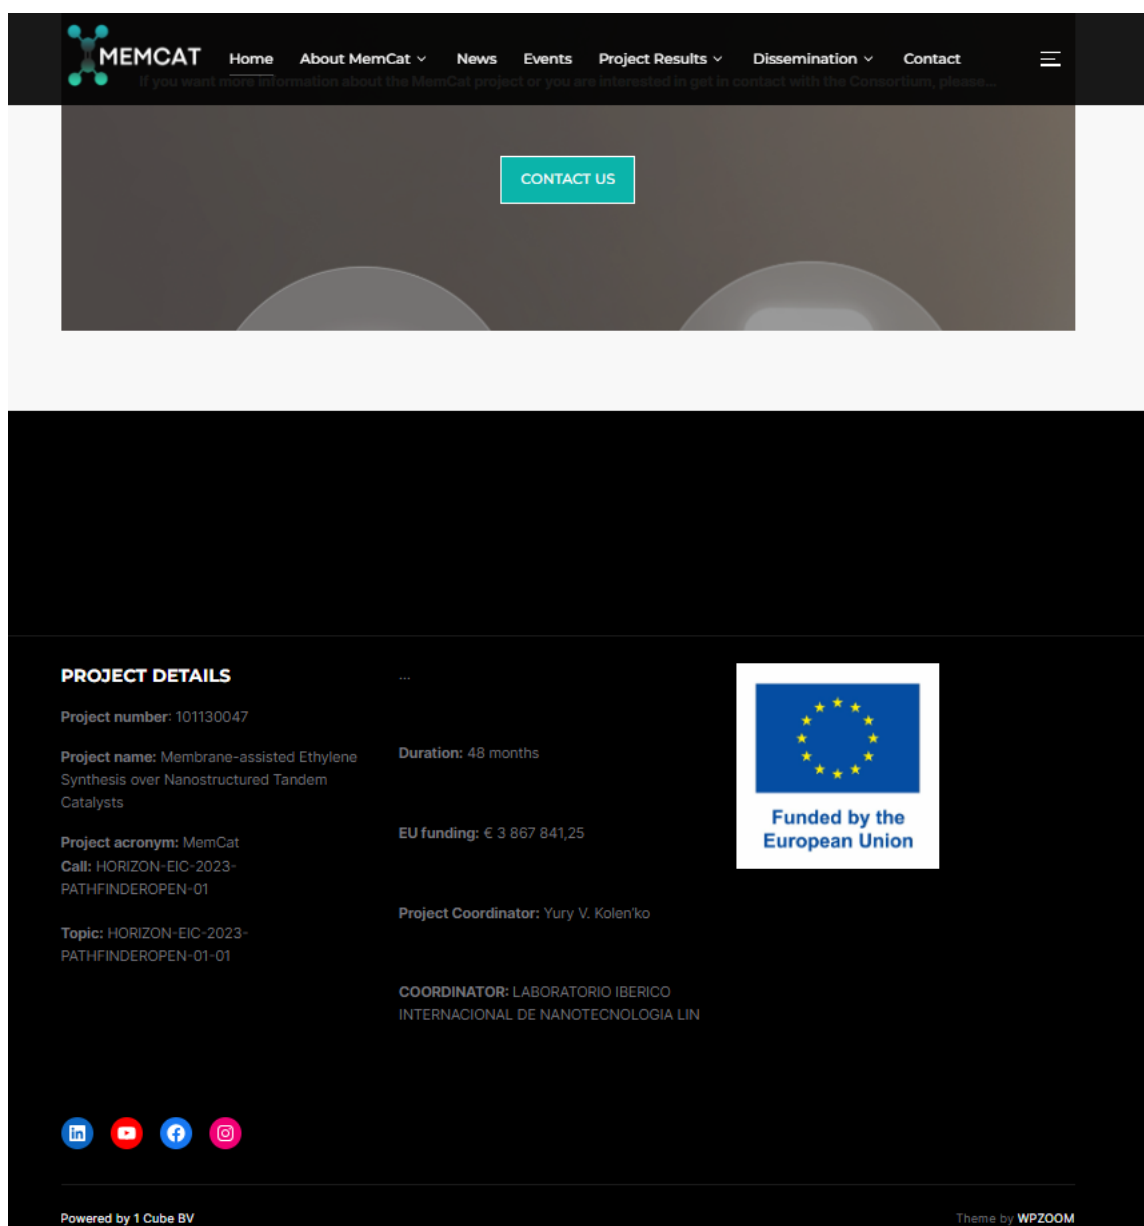 MEMCAT
Home About MemCat News Events Project Results Dissemination Contact
If you want more information about the MemCat project or you are interested in get in contact with the Consortium, please...
CONTACT US
PROJECT DETAILS
Project number: 101130047
Project name: Membrane-assisted Ethylene
Synthesis over Nanostructured Tandem
Catalysts
Project acronym: MemCat
Call: HORIZON-EIC-2023-
PATHFINDEROPEN-01
Topic: HORIZON-EIC-2023-
PATHFINDEROPEN-01-01
...
Duration: 48 months
EU funding: € 3 867 841,25
Project Coordinator: Yury V. Kolen'ko
COORDINATOR: LABORATORIO IBERICO
INTERNACIONAL DE NANOTECNOLOGIA LIN
Funded by the
European Union
in
Powered by 1 Cube BV
Theme by WPZOOM